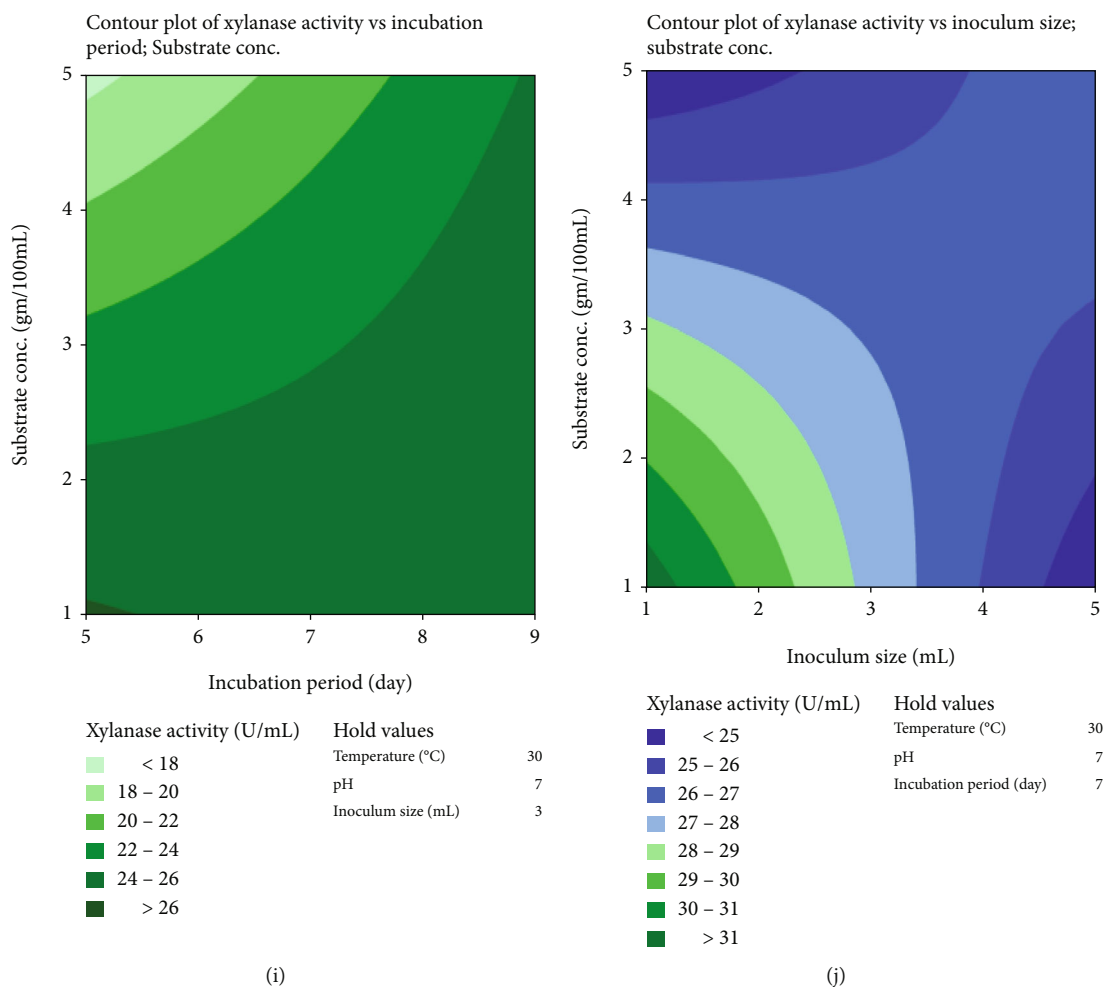 Contour plot of xylanase activity vs incubation
period; Substrate conc.
5
4
3
2
1
Substrate conc. (gm/100mL)
5 6 7 8 9
Incubation period (day)
Xylanase activity (U/mL)
< 18
18 – 20
20 – 22
22 – 24
24 – 26
> 26
Hold values
Temperature (°C) 30
pH 7
Inoculum size (mL) 3
(i)
Contour plot of xylanase activity vs inoculum size;
substrate conc.
5
4
3
2
1
Substrate conc. (gm/100mL)
1 2 3 4 5
Inoculum size (mL)
Xylanase activity (U/mL)
< 25
25 – 26
26 – 27
27 – 28
28 – 29
29 – 30
30 – 31
> 31
Hold values
Temperature (°C) 30
pH 7
Incubation period (day) 7
(j)